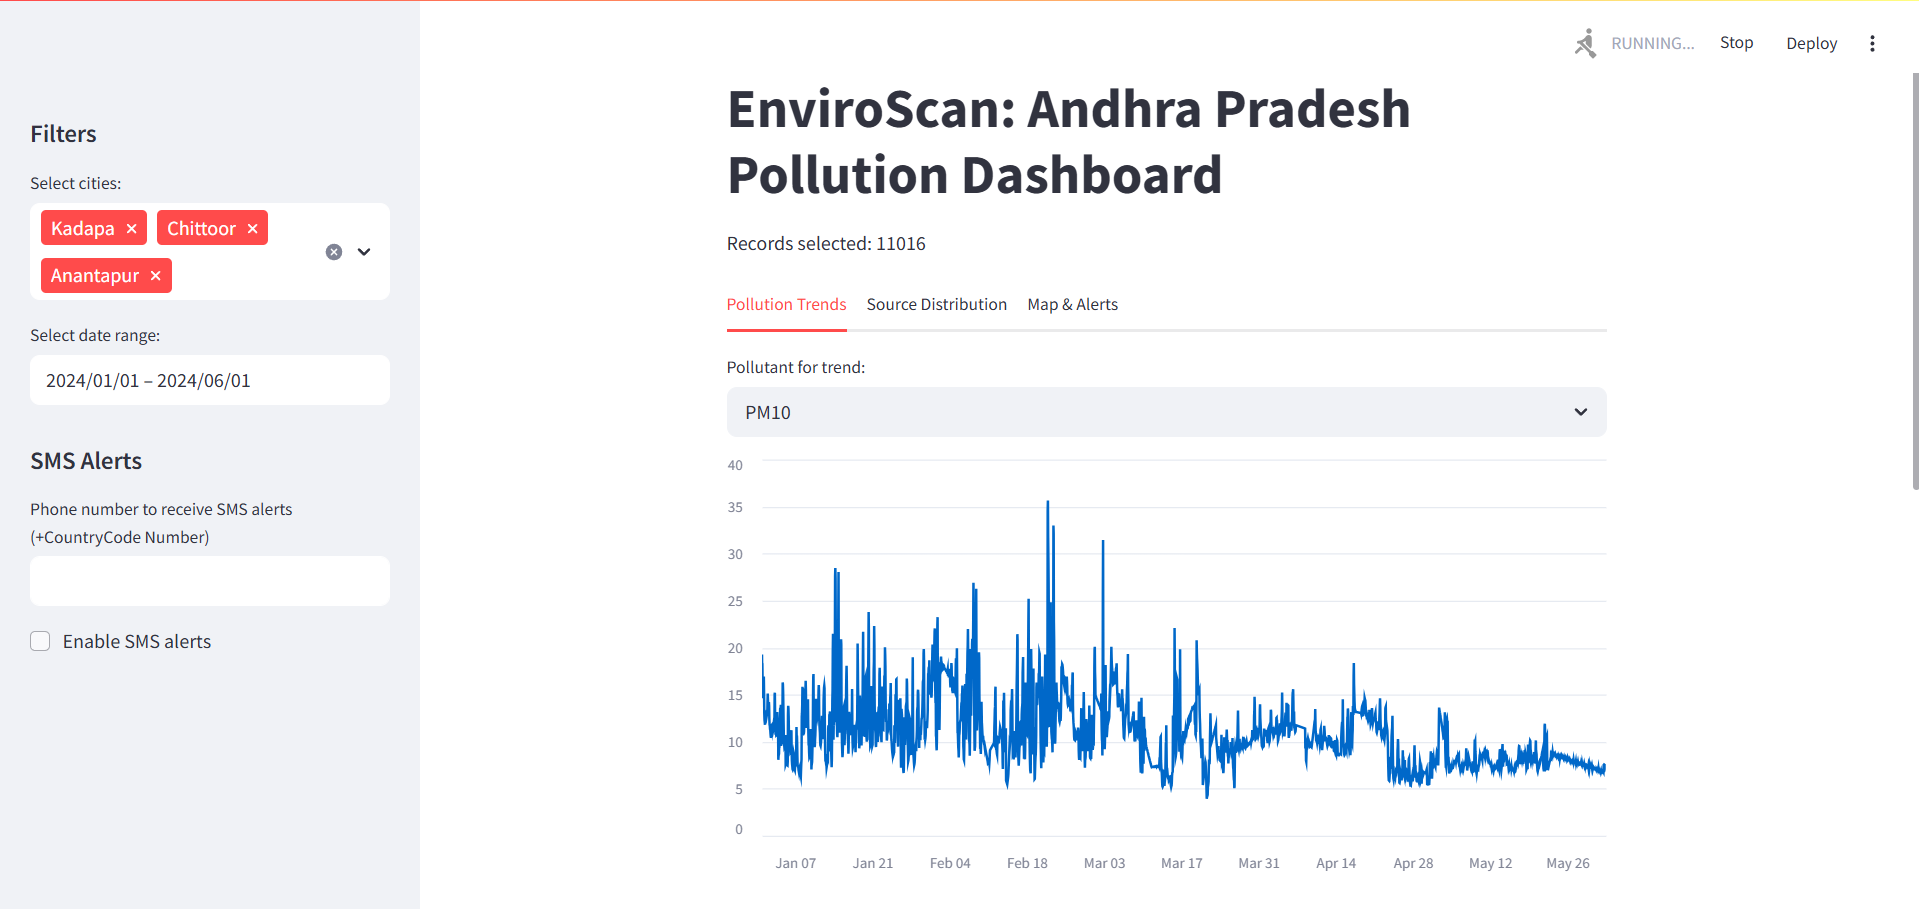 RUNNING...
Stop
Deploy
Filters
Select cities:
Kadapa
Chittoor
Anantapur
Select date range:
2024/01/01 – 2024/06/01
SMS Alerts
Phone number to receive SMS alerts
(+CountryCode Number)
Enable SMS alerts
EnviroScan: Andhra Pradesh
Pollution Dashboard
Records selected: 11016
Pollution Trends
Source Distribution
Map & Alerts
Pollutant for trend:
PM10
40
35
30
25
20
15
10
5
0
Jan 07
Jan 21
Feb 04
Feb 18
Mar 03
Mar 17
Mar 31
Apr 14
Apr 28
May 12
May 26